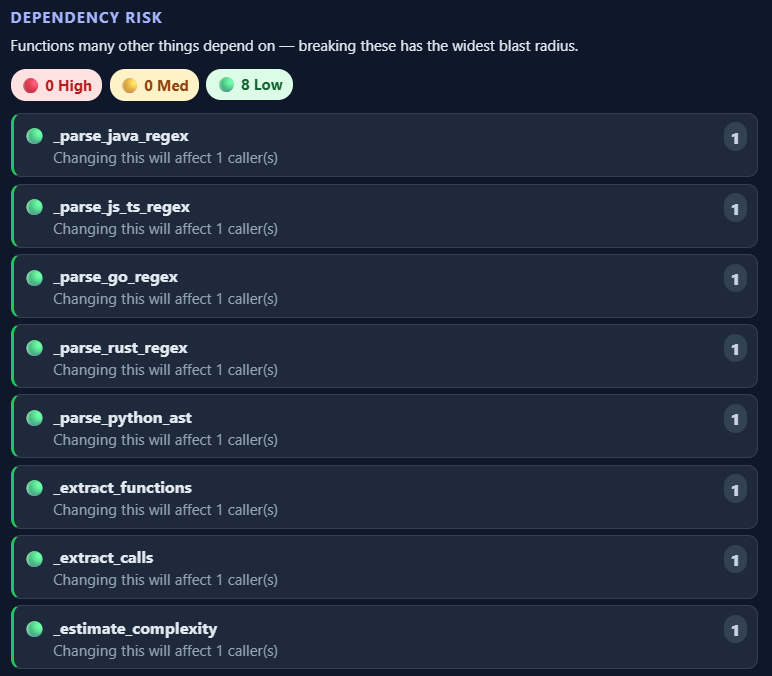 DEPENDENCY RISK
Functions many other things depend on — breaking these has the widest blast radius.
0 High 0 Med 8 Low
_parse_java_regex 1
Changing this will affect 1 caller(s)
_parse_js_ts_regex 1
Changing this will affect 1 caller(s)
_parse_go_regex 1
Changing this will affect 1 caller(s)
_parse_rust_regex 1
Changing this will affect 1 caller(s)
_parse_python_ast 1
Changing this will affect 1 caller(s)
_extract_functions 1
Changing this will affect 1 caller(s)
_extract_calls 1
Changing this will affect 1 caller(s)
_estimate_complexity 1
Changing this will affect 1 caller(s)